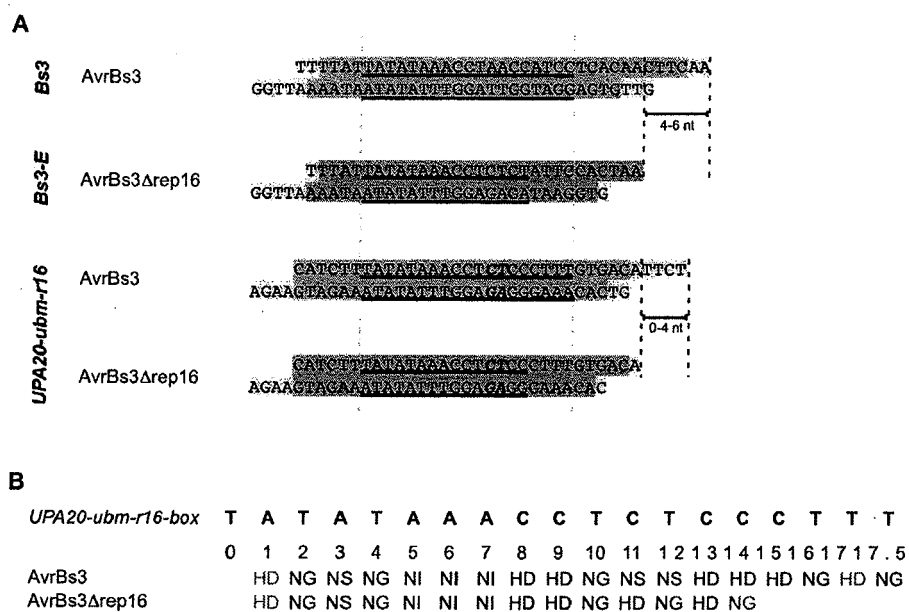 A
Bs3
AvrBs3
TTTTATTATATAAACCTAACCATCCTCACAACTTCAA
GGTTAAAATAATATATTTGGATTGGTAGGAGTGTTG
4-6 nt
Bs3-E
AvrBs3Δrep16
TTTATTATATAAACCTCTCTATTCCACTAA
GGTTAAAATAATATATTTGGAGAGATAAGGTG
UPA20-ubm-r16
AvrBs3
CATCTTTATATAAACCTCTCCCTTTGTGACATTCT
AGAAGTAGAAATATATTTGGAGAGGGAAACACTG
0-4 nt
AvrBs3Δrep16
CATCTTTATATAAACCTCTCCCTTTGTGACA
AGAAGTAGAAATATATTTGGAGAGGGAAACAC
B
UPA20-ubm-r16-box T A T A T A A A C C T C T C C C T T T
0 1 2 3 4 5 6 7 8 9 10 11 12 13 14 15 16 17 17.5
AvrBs3 HD NG NS NG NI NI NI HD HD NG NS NS HD HD HD NG HD NG
AvrBs3Δrep16 HD NG NS NG NI NI NI HD HD NG HD NG HD NG